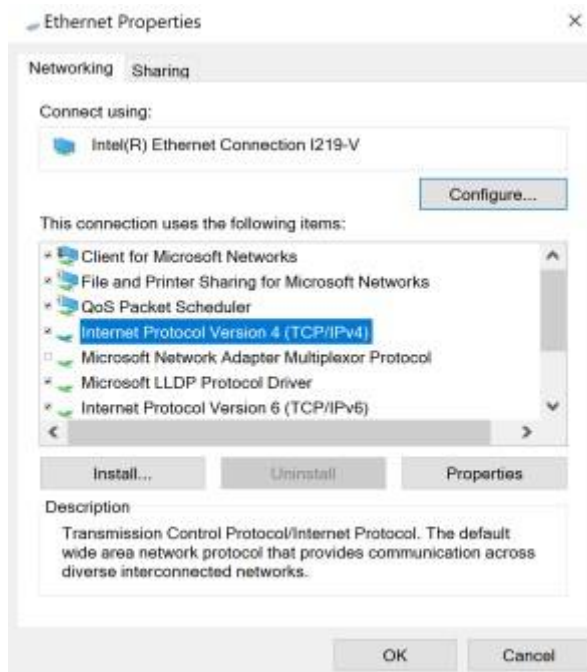 Ethernet Properties
Networking
Sharing
Connect using:
Intel(R) Ethernet Connection I219-V
Configure...
This connection uses the following items:
Client for Microsoft Networks
File and Printer Sharing for Microsoft Networks
QoS Packet Scheduler
Internet Protocol Version 4 (TCP/IPv4)
Microsoft Network Adapter Multiplexor Protocol
Microsoft LLDP Protocol Driver
Internet Protocol Version 6 (TCP/IPv6)
Install...
Uninstall
Properties
Description
Transmission Control Protocol/Internet Protocol. The default
wide area network protocol that provides communication across
diverse interconnected networks.
OK
Cancel